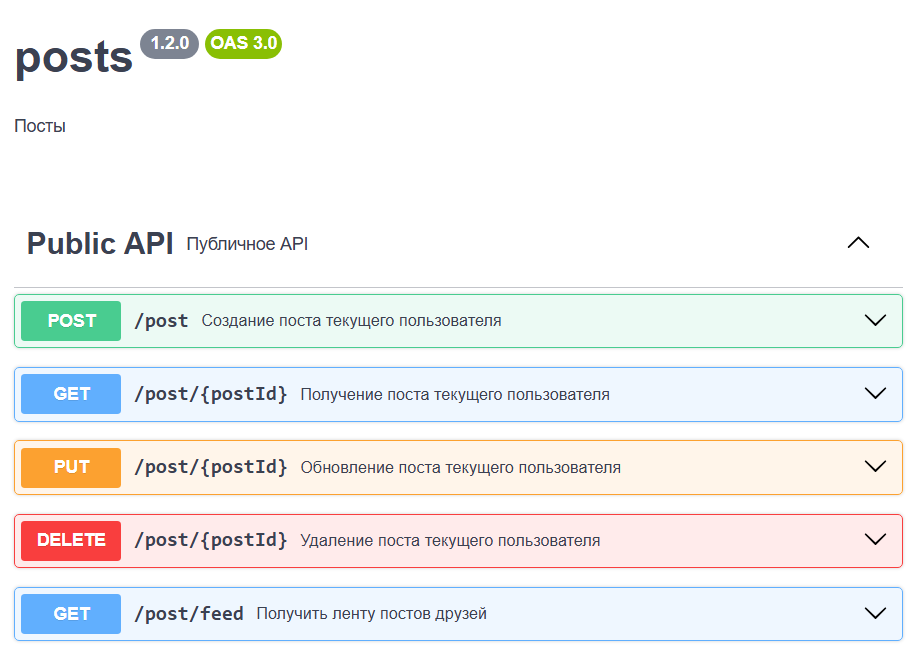 posts 1.2.0 OAS 3.0
Посты
Public API Публичное API
POST /post Создание поста текущего пользователя
GET /post/{postId} Получение поста текущего пользователя
PUT /post/{postId} Обновление поста текущего пользователя
DELETE /post/{postId} Удаление поста текущего пользователя
GET /post/feed Получить ленту постов друзей